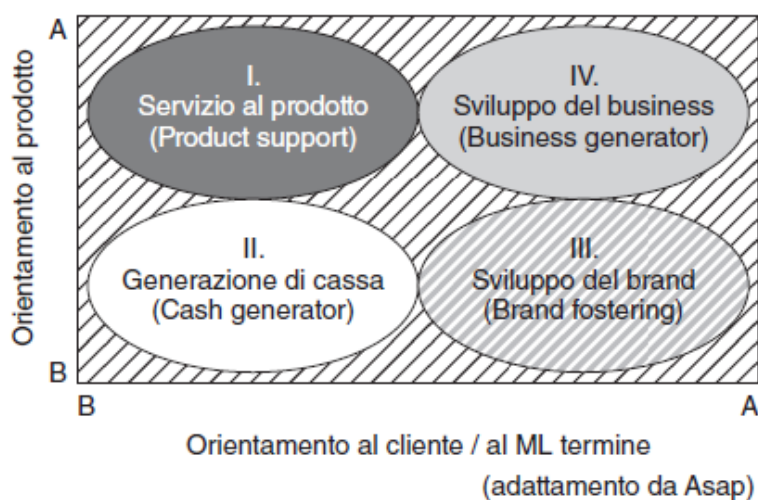 A
Orientamento al prodotto
B
I.
Servizio al prodotto
(Product support)
IV.
Sviluppo del business
(Business generator)
II.
Generazione di cassa
(Cash generator)
III.
Sviluppo del brand
(Brand fostering)
B
A
Orientamento al cliente / al ML termine
(adattamento da Asap)